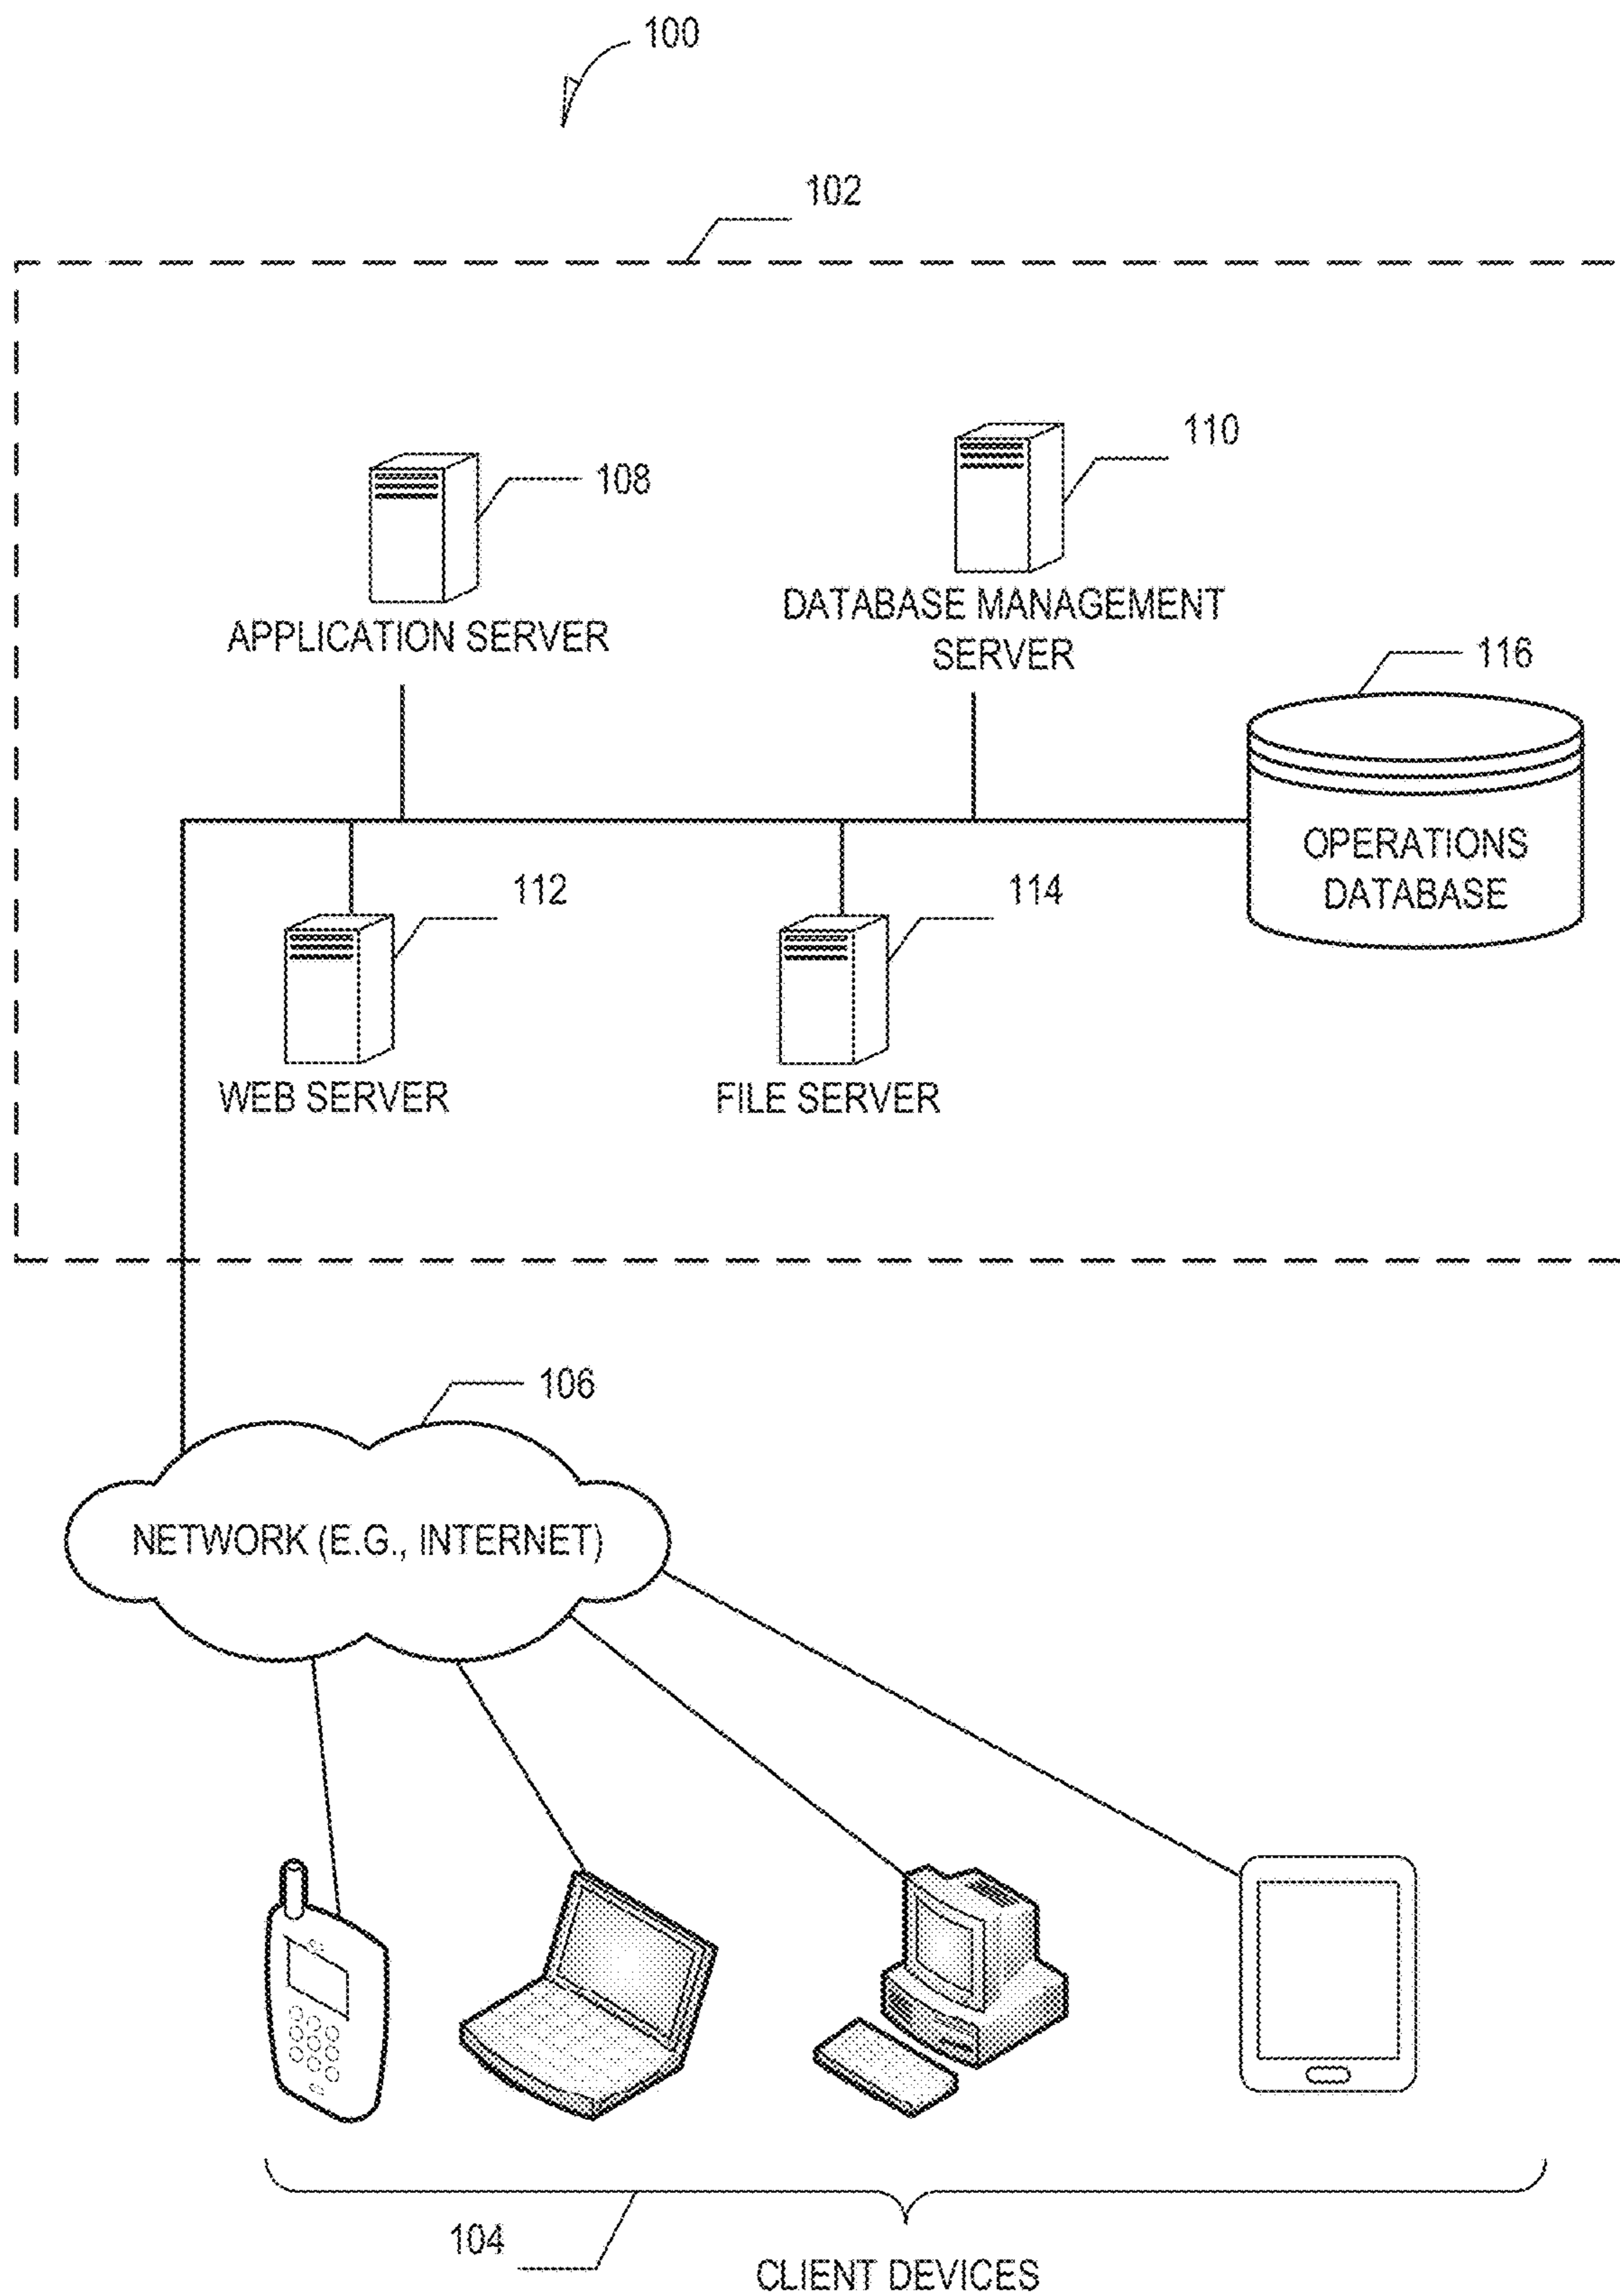 100
102
110
108
DATABASE MANAGEMENT
SERVER
APPLICATION SERVER
116
OPERATIONS
DATABASE
112
114
WEB SERVER
FILE SERVER
106
NETWORK (E.G., INTERNET)
104
CLIENT DEVICES